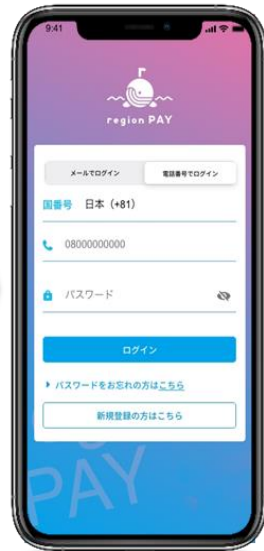 9:41
region PAY
メールでログイン
電話番号でログイン
国番号 日本 (+81)
08000000000
パスワード
ログイン
パスワードをお忘れの方はこちら
新規登録の方はこちら
PAY